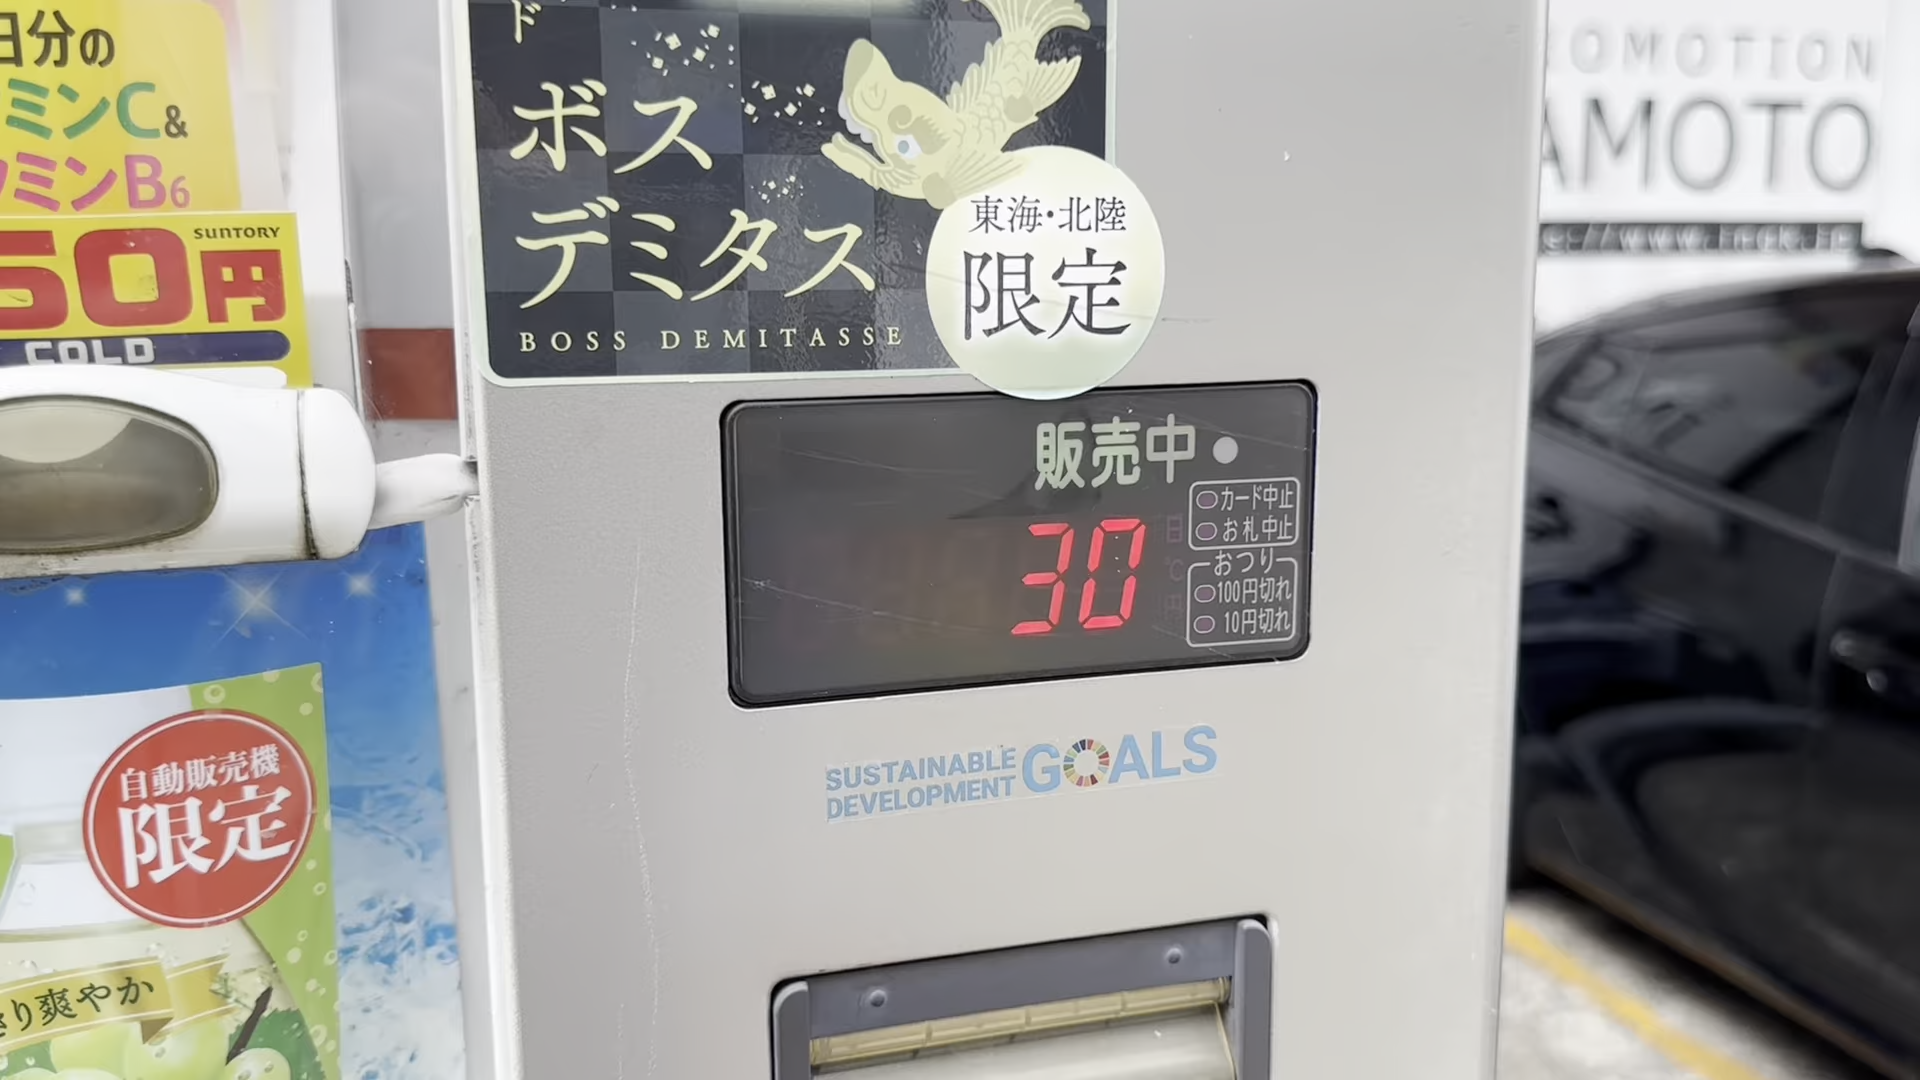 日分の
ミンC&
ミンB6
50円
SUNTORY
COLD
ド
ボス
デミタス
BOSS DEMITASSE
東海・北陸
限定
販売中
カード中止
お札中止
30
おつり
100円切れ
10円切れ
SUSTAINABLE
DEVELOPMENT
GOALS
自動販売機
限定
り爽やか
OMOTION
AMOTO